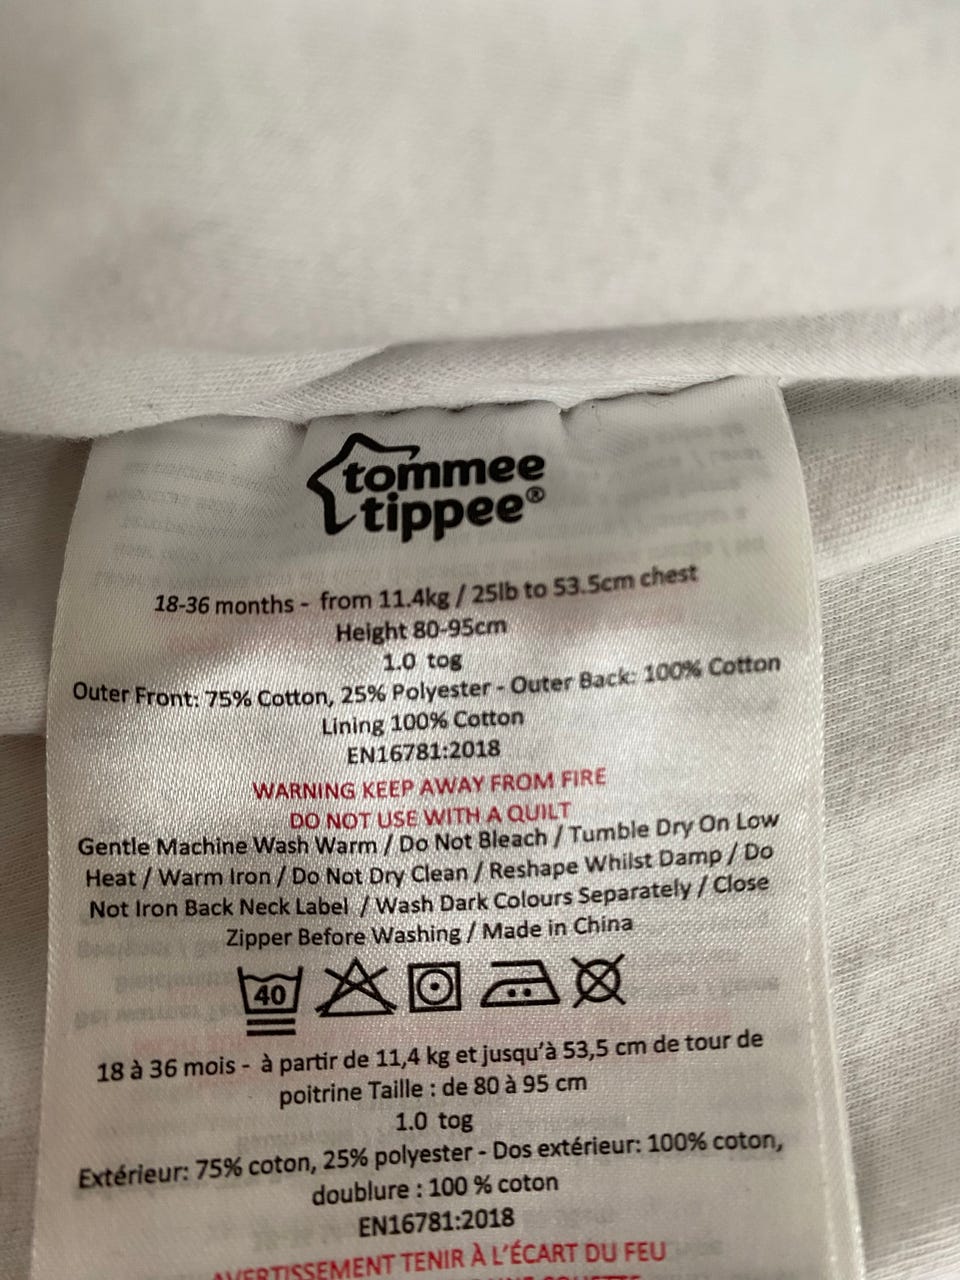 tommee
tippee®
18-36 months - from 11.4kg / 25lb to 53.5cm chest
Height 80-95cm
1.0 tog
Outer Front: 75% Cotton, 25% Polyester - Outer Back: 100% Cotton
Lining 100% Cotton
EN16781:2018
WARNING KEEP AWAY FROM FIRE
DO NOT USE WITH A QUILT
Gentle Machine Wash Warm / Do Not Bleach / Tumble Dry On Low
Heat / Warm Iron / Do Not Dry Clean / Reshape Whilst Damp / Do
Not Iron Back Neck Label / Wash Dark Colours Separately / Close
Zipper Before Washing / Made in China
40
18 à 36 mois - à partir de 11,4 kg et jusqu'à 53,5 cm de tour de
poitrine Taille : de 80 à 95 cm
1.0 tog
Extérieur: 75% coton, 25% polyester - Dos extérieur: 100% coton,
doublure : 100 % coton
EN16781:2018
AVERTISSEMENT TENIR À L'ÉCART DU FEU